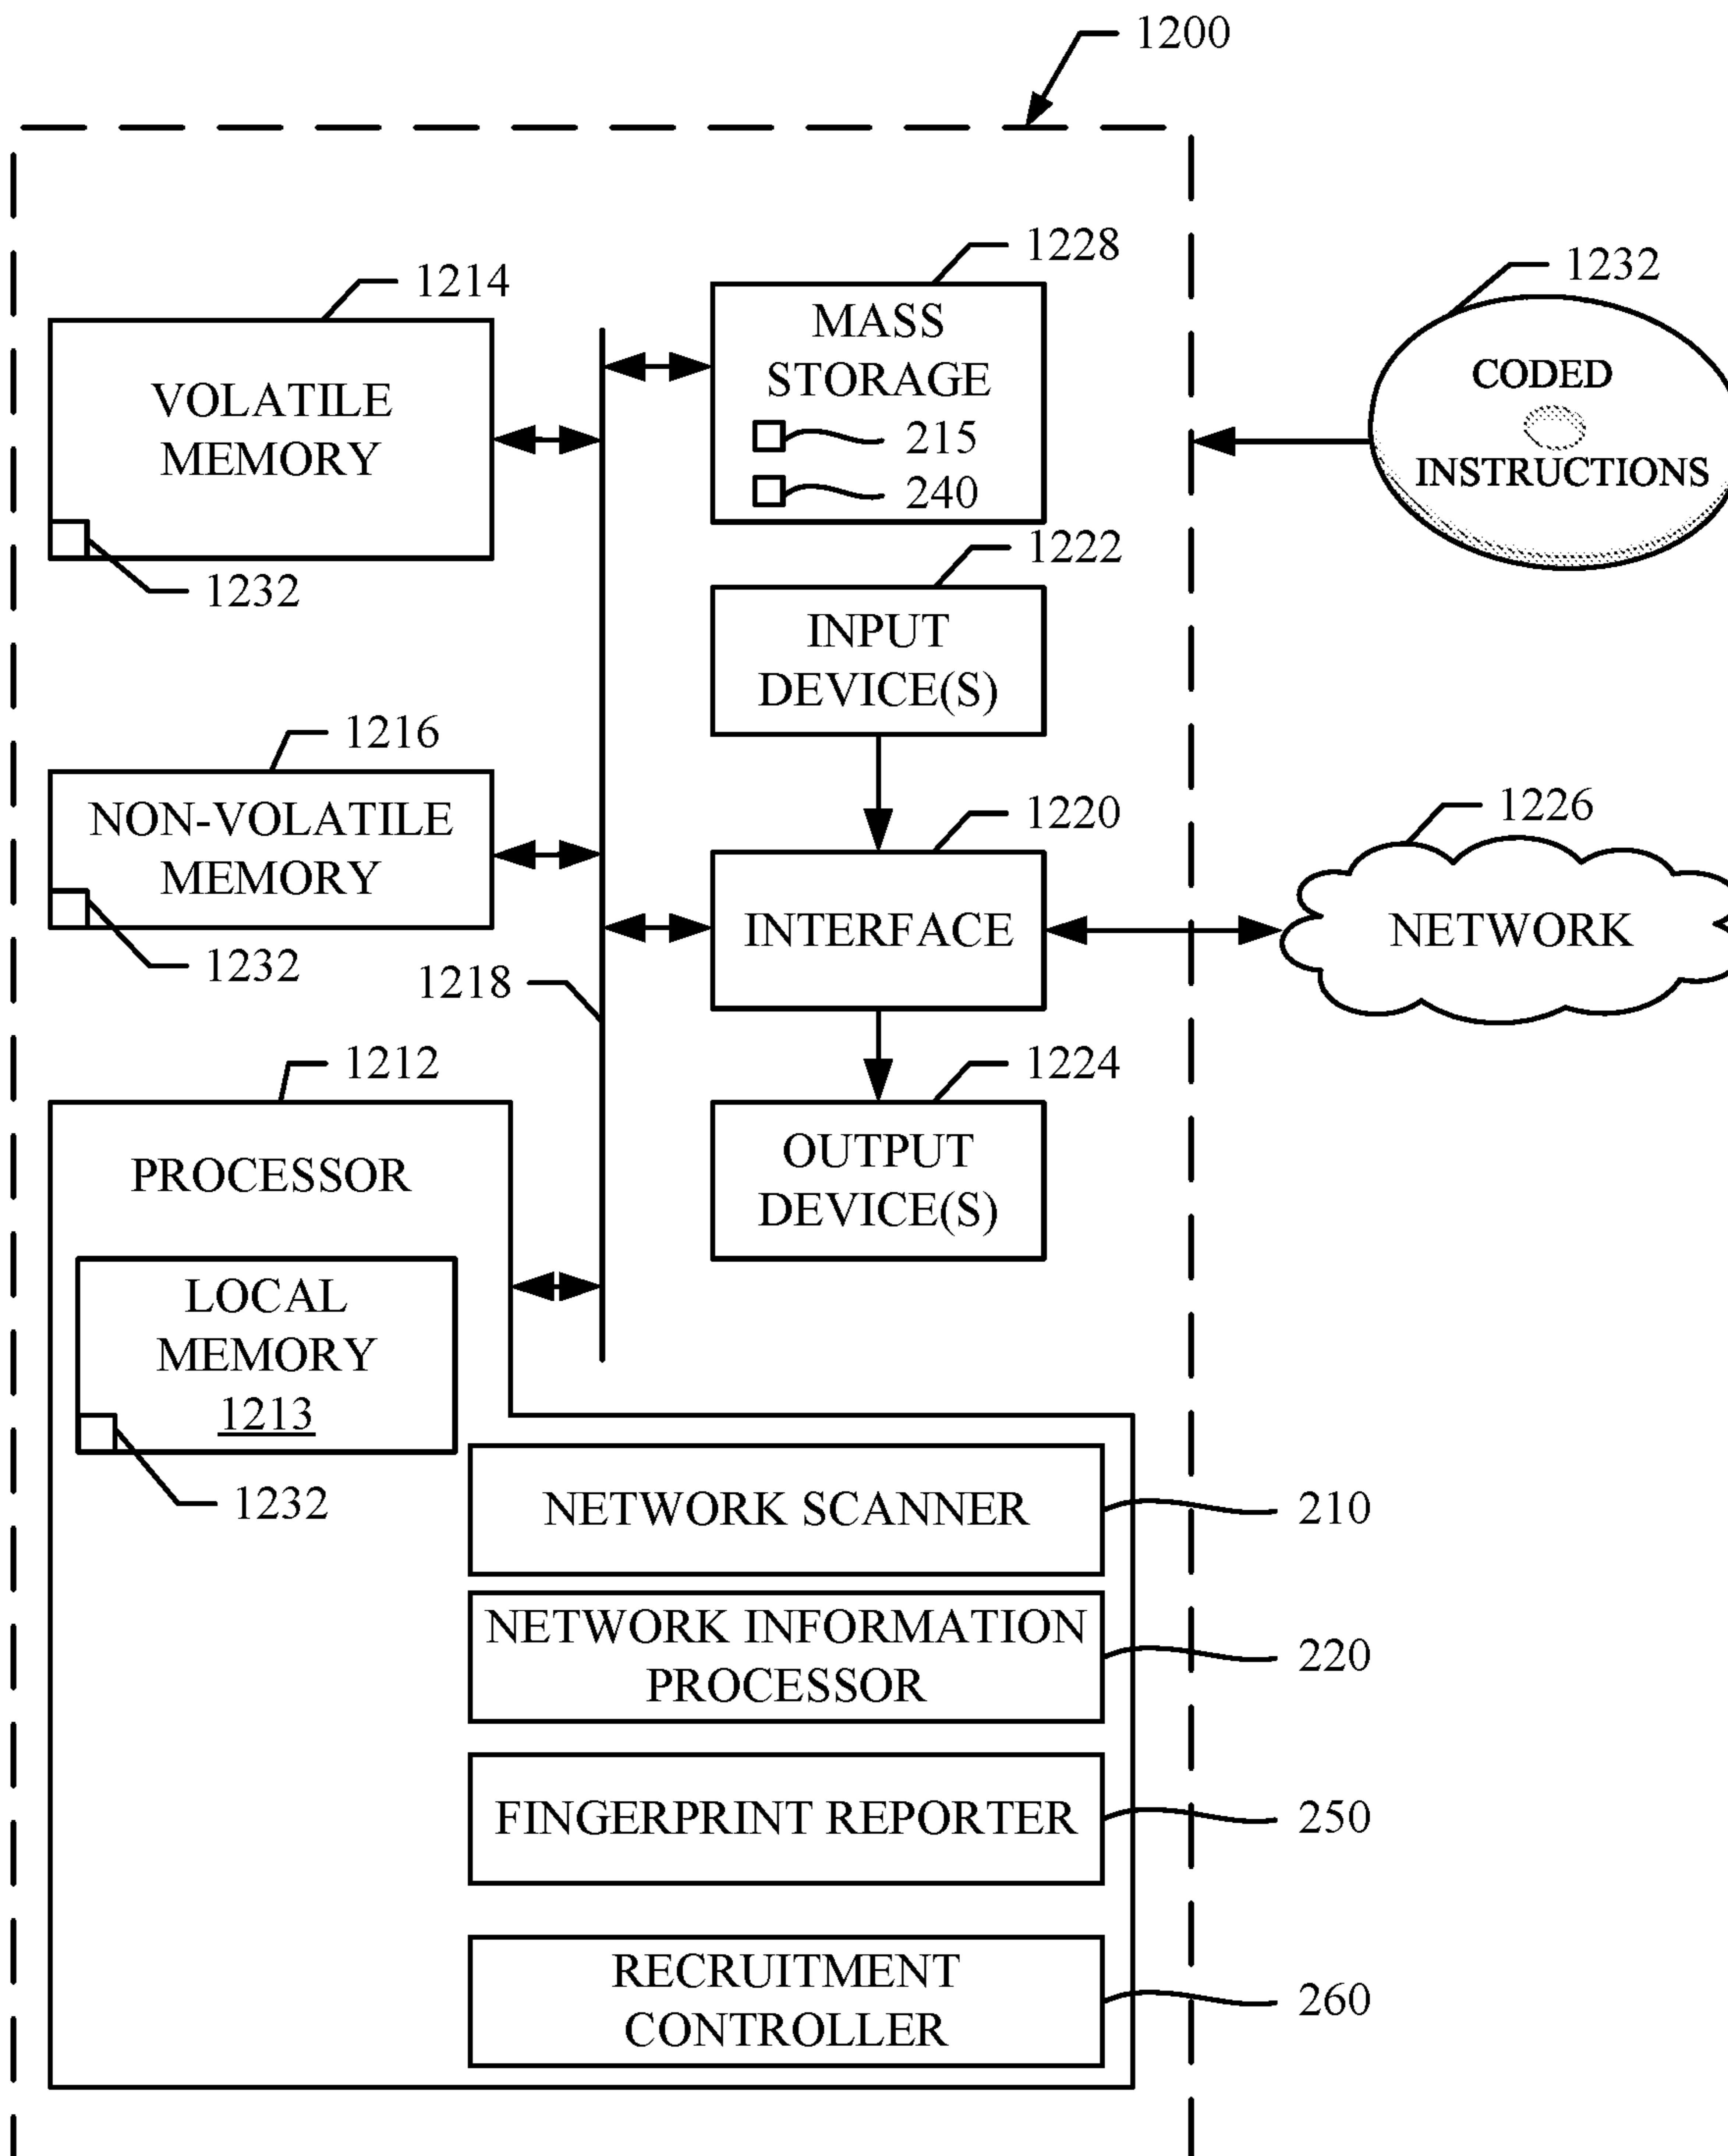 1200
1214
VOLATILE
MEMORY
1232
1228
MASS
STORAGE
215
240
1232
CODED
INSTRUCTIONS
1222
INPUT
DEVICE(S)
1216
NON-VOLATILE
MEMORY
1232
1218
1220
INTERFACE
1226
NETWORK
1212
PROCESSOR
1224
OUTPUT
DEVICE(S)
LOCAL
MEMORY
1213
1232
NETWORK SCANNER
210
NETWORK INFORMATION
PROCESSOR
220
FINGERPRINT REPORTER
250
RECRUITMENT
CONTROLLER
260